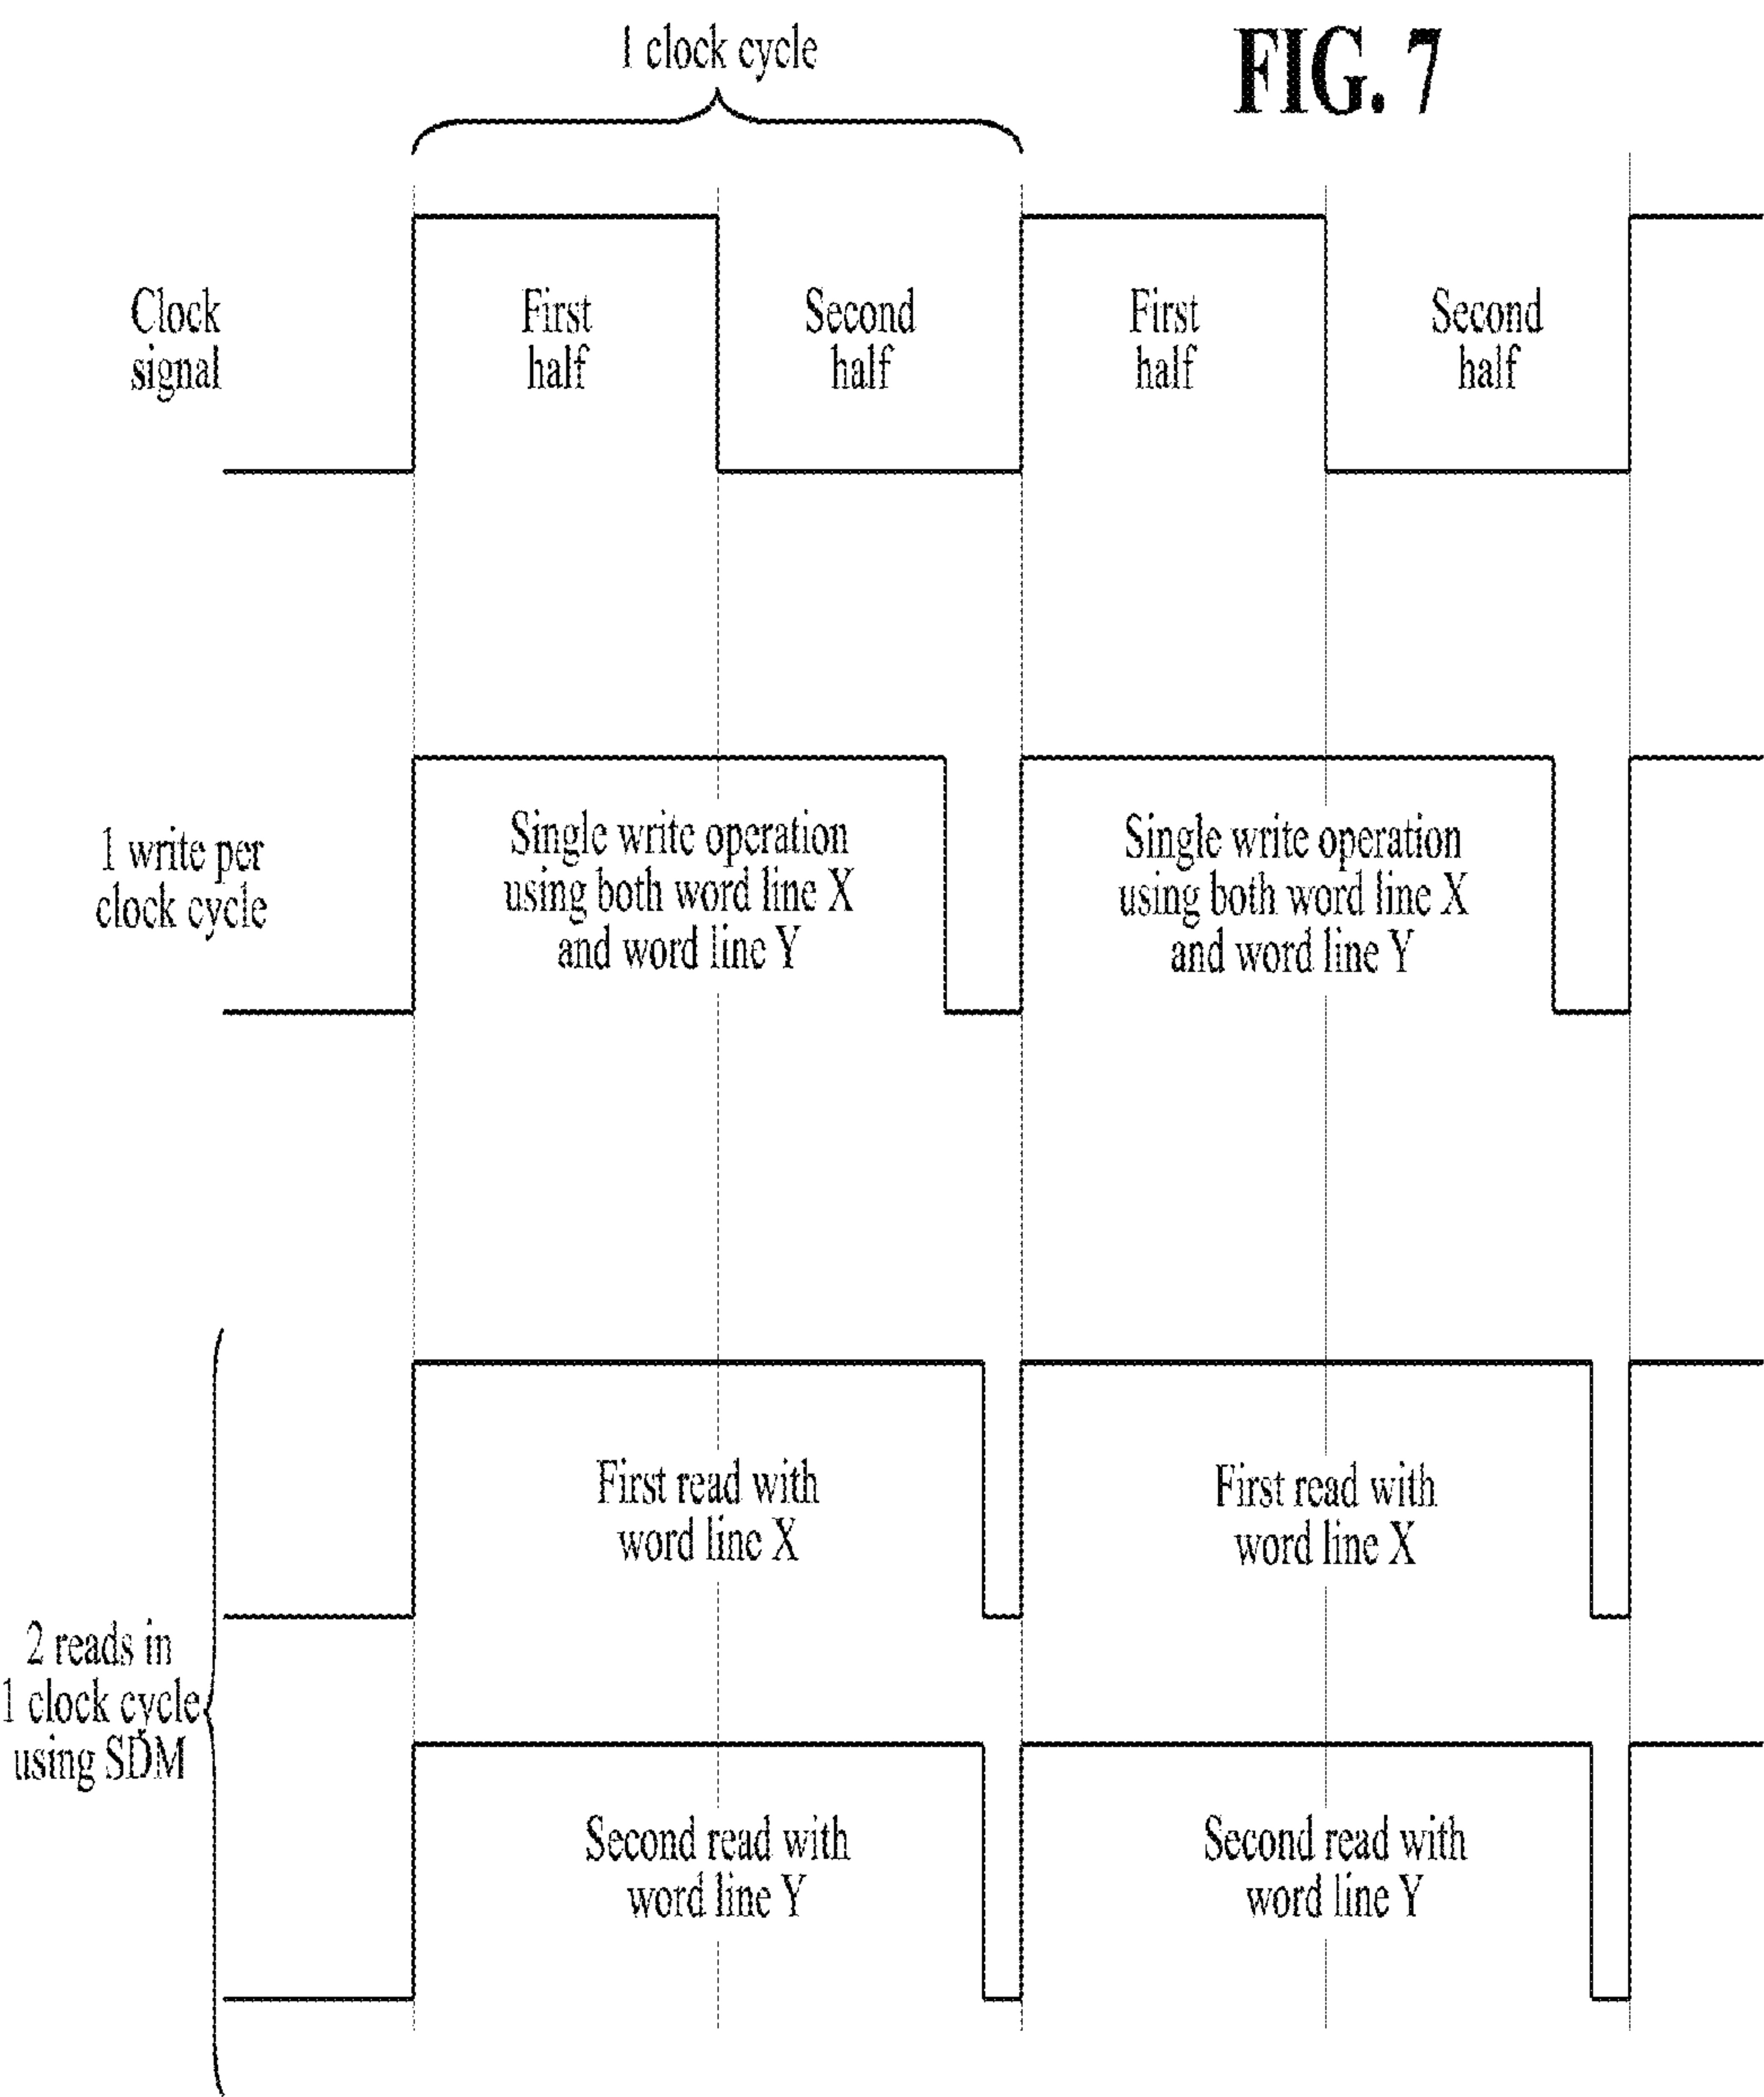 1 clock cycle
FIG. 7
Clock
signal
First
half
Second
half
First
half
Second
half
1 write per
clock cycle
Single write operation
using both word line X
and word line Y
Single write operation
using both word line X
and word line Y
2 reads in
1 clock cycle
using SDM
First read with
word line X
First read with
word line X
Second read with
word line Y
Second read with
word line Y